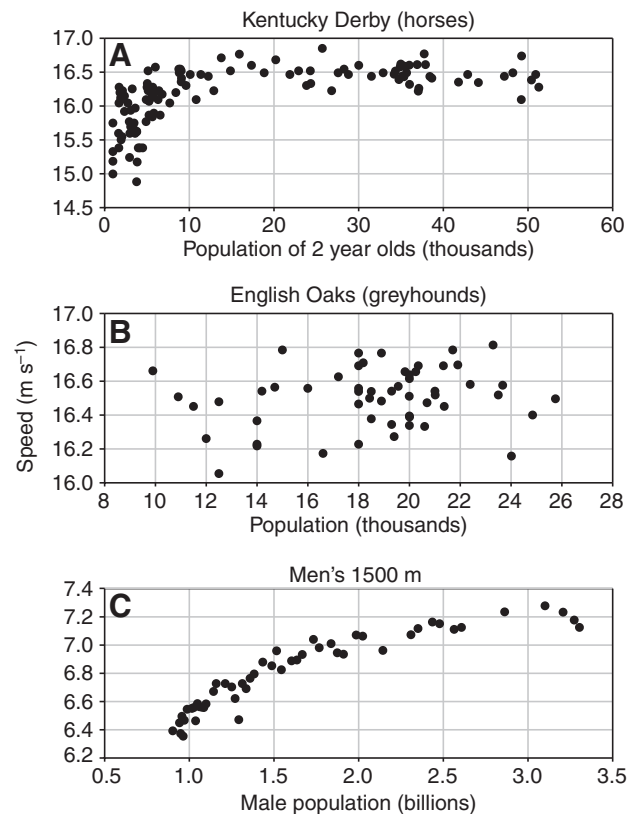 Kentucky Derby (horses)
A
17.0
16.5
16.0
15.5
15.0
14.5
0 10 20 30 40 50 60
Population of 2 year olds (thousands)
English Oaks (greyhounds)
B
17.0
16.8
16.6
16.4
16.2
16.0
8 10 12 14 16 18 20 22 24 26 28
Population (thousands)
Speed (m s–1)
Men's 1500 m
C
7.4
7.2
7.0
6.8
6.6
6.4
6.2
0.5 1.0 1.5 2.0 2.5 3.0 3.5
Male population (billions)